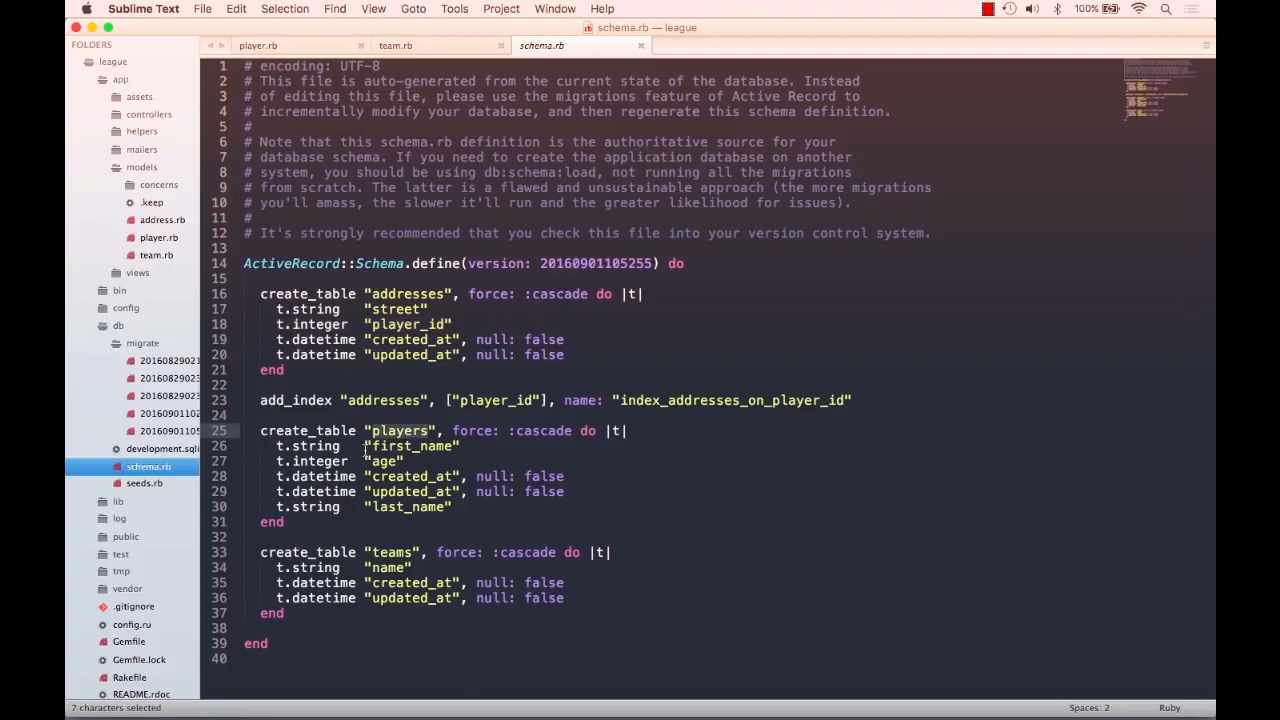 Sublime Text File Edit Selection Find View Goto Tools Project Window Help 100%
schema.rb — league
FOLDERS
player.rb team.rb schema.rb
league
app
assets
controllers
helpers
mailers
models
concerns
.keep
address.rb
player.rb
team.rb
views
bin
config
db
migrate
20160829021
20160829023
20160829023
20160901102
20160901105
development.sqli
schema.rb
seeds.rb
lib
log
public
test
tmp
vendor
.gitignore
config.ru
Gemfile
Gemfile.lock
Rakefile
README.rdoc
1 # encoding: UTF-8
2 # This file is auto-generated from the current state of the database. Instead
3 # of editing this file, please use the migrations feature of Active Record to
4 # incrementally modify your database, and then regenerate this schema definition.
5 #
6 # Note that this schema.rb definition is the authoritative source for your
7 # database schema. If you need to create the application database on another
8 # system, you should be using db:schema:load, not running all the migrations
9 # from scratch. The latter is a flawed and unsustainable approach (the more migrations
10 # you'll amass, the slower it'll run and the greater likelihood for issues).
11 #
12 # It's strongly recommended that you check this file into your version control system.
13
14 ActiveRecord::Schema.define(version: 20160901105255) do
15
16 create_table "addresses", force: :cascade do |t|
17 t.string "street"
18 t.integer "player_id"
19 t.datetime "created_at", null: false
20 t.datetime "updated_at", null: false
21 end
22
23 add_index "addresses", ["player_id"], name: "index_addresses_on_player_id"
24
25 create_table "players", force: :cascade do |t|
26 t.string "first_name"
27 t.integer "age"
28 t.datetime "created_at", null: false
29 t.datetime "updated_at", null: false
30 t.string "last_name"
31 end
32
33 create_table "teams", force: :cascade do |t|
34 t.string "name"
35 t.datetime "created_at", null: false
36 t.datetime "updated_at", null: false
37 end
38
39 end
40
7 characters selected Spaces: 2 Ruby